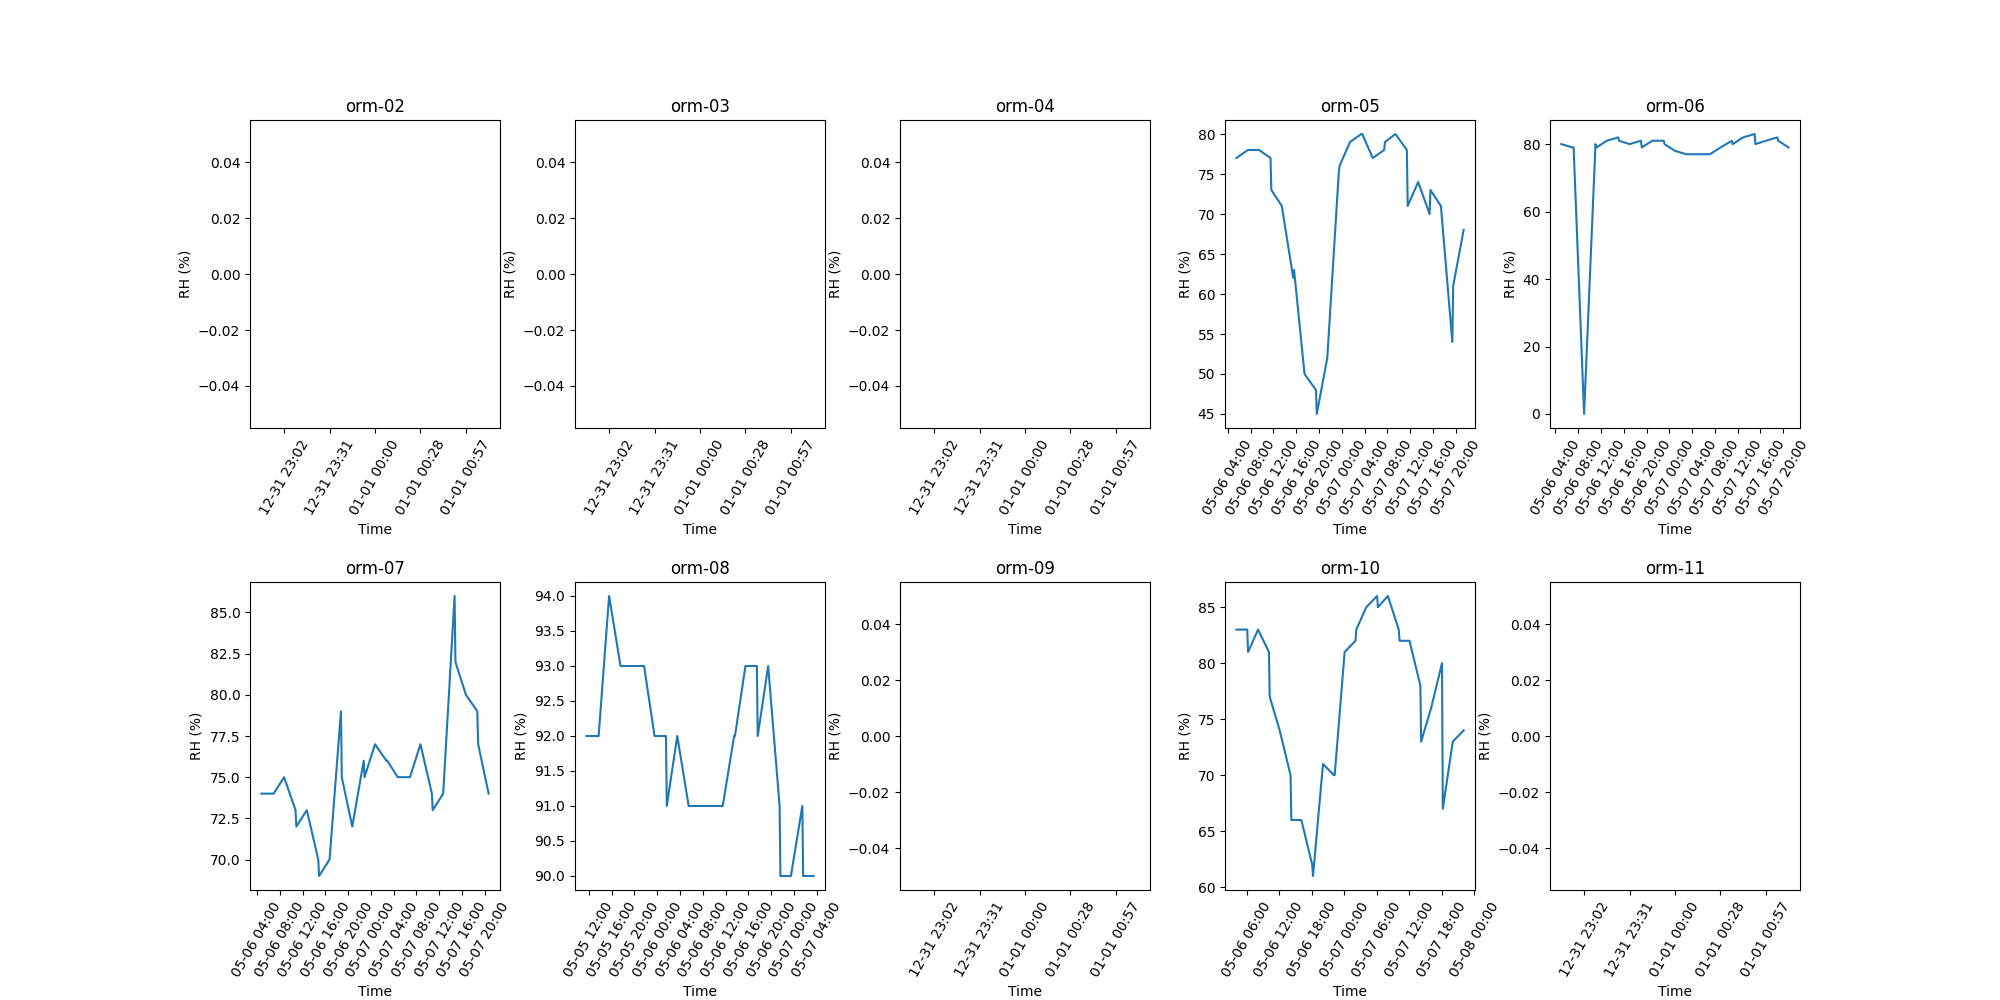 orm-02 orm-03 orm-04 orm-05 orm-06
0.04 0.02 0.00 −0.02 −0.04
RH (%)
12-31 23:02 12-31 23:31 01-01 00:00 01-01 00:28 01-01 00:57
Time
0.04 0.02 0.00 −0.02 −0.04
RH (%)
12-31 23:02 12-31 23:31 01-01 00:00 01-01 00:28 01-01 00:57
Time
0.04 0.02 0.00 −0.02 −0.04
RH (%)
12-31 23:02 12-31 23:31 01-01 00:00 01-01 00:28 01-01 00:57
Time
80 75 70 65 60 55 50 45
RH (%)
05-06 04:00 05-06 08:00 05-06 12:00 05-06 16:00 05-06 20:00 05-07 00:00 05-07 04:00 05-07 08:00 05-07 12:00 05-07 16:00 05-07 20:00
Time
80 60 40 20 0
RH (%)
05-06 04:00 05-06 08:00 05-06 12:00 05-06 16:00 05-06 20:00 05-07 00:00 05-07 04:00 05-07 08:00 05-07 12:00 05-07 16:00 05-07 20:00
Time
orm-07 orm-08 orm-09 orm-10 orm-11
85.0 82.5 80.0 77.5 75.0 72.5 70.0
RH (%)
05-06 04:00 05-06 08:00 05-06 12:00 05-06 16:00 05-06 20:00 05-07 00:00 05-07 04:00 05-07 08:00 05-07 12:00 05-07 16:00 05-07 20:00
Time
94.0 93.5 93.0 92.5 92.0 91.5 91.0 90.5 90.0
RH (%)
05-05 12:00 05-05 16:00 05-05 20:00 05-06 00:00 05-06 04:00 05-06 08:00 05-06 12:00 05-06 16:00 05-06 20:00 05-07 00:00 05-07 04:00
Time
0.04 0.02 0.00 −0.02 −0.04
RH (%)
12-31 23:02 12-31 23:31 01-01 00:00 01-01 00:28 01-01 00:57
Time
85 80 75 70 65 60
RH (%)
05-06 06:00 05-06 12:00 05-06 18:00 05-07 00:00 05-07 06:00 05-07 12:00 05-07 18:00 05-08 00:00
Time
0.04 0.02 0.00 −0.02 −0.04
RH (%)
12-31 23:02 12-31 23:31 01-01 00:00 01-01 00:28 01-01 00:57
Time